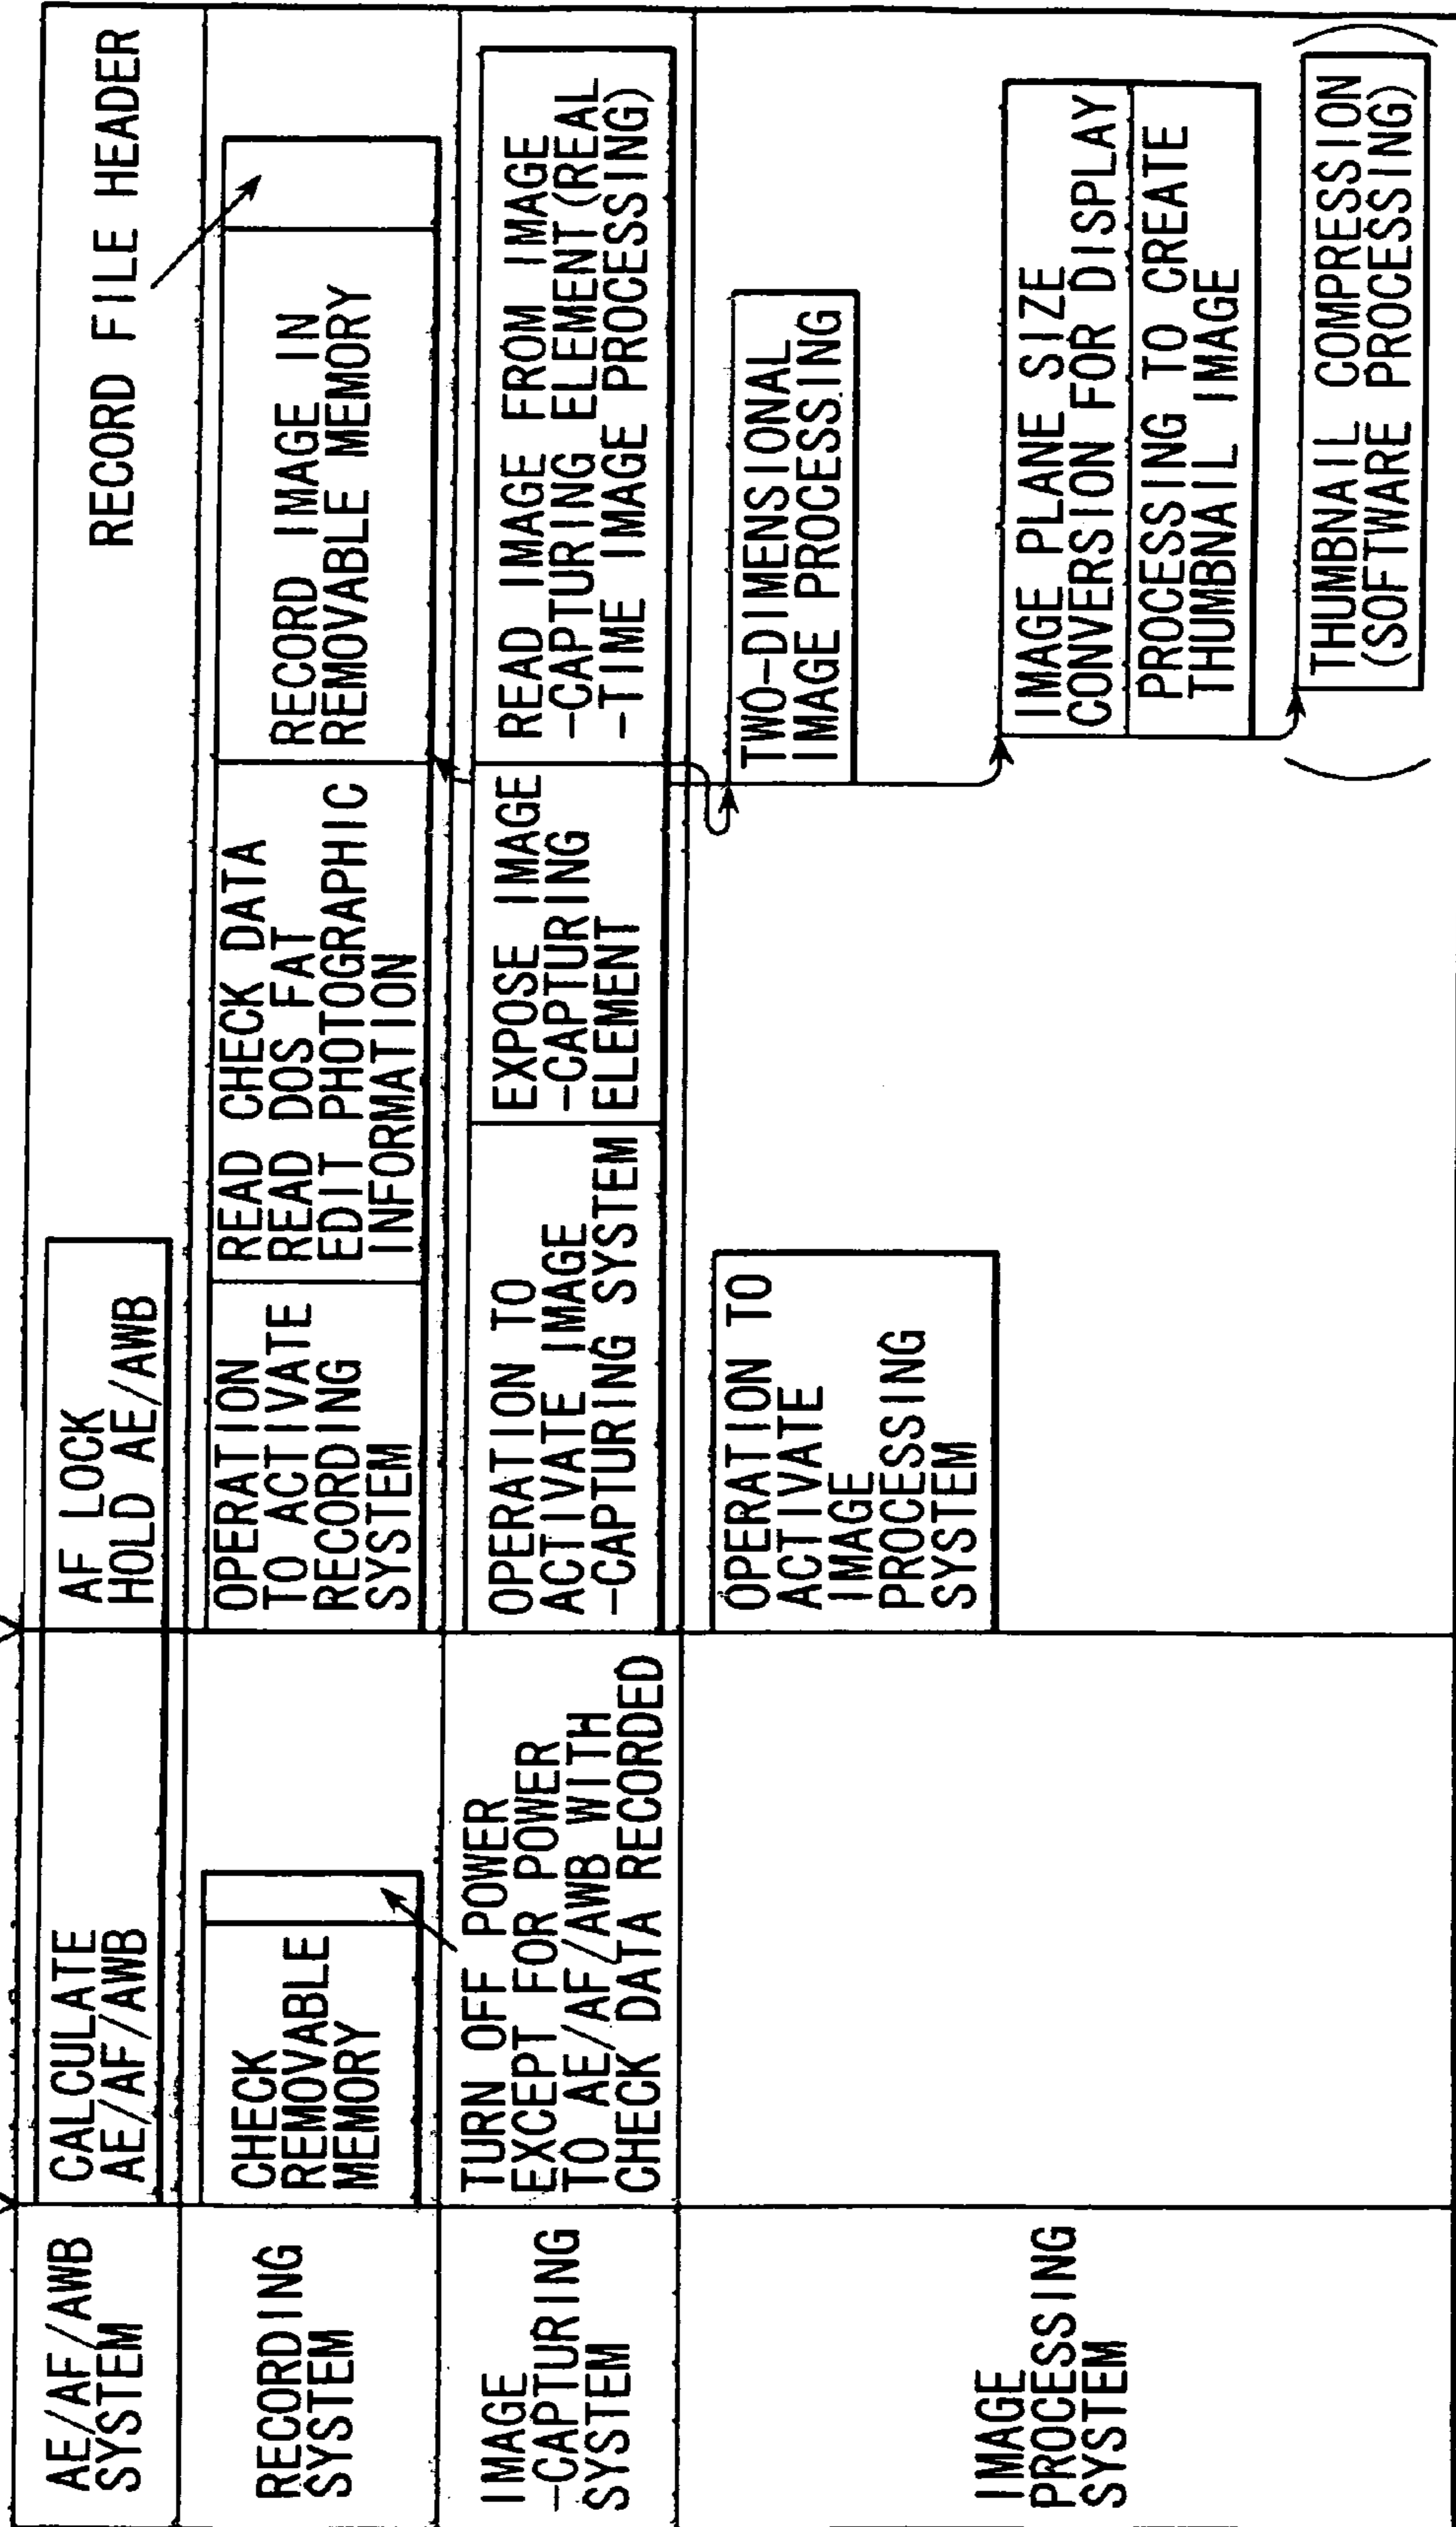 AE/AF/AWB
SYSTEM
CALCULATE
AE/AF/AWB
AF LOCK
HOLD AE/AWB
RECORD FILE HEADER
RECORDING
SYSTEM
CHECK
REMOVABLE
MEMORY
OPERATION
TO ACTIVATE
RECORDING
SYSTEM
READ CHECK DATA
READ DOS FAT
EDIT PHOTOGRAPHIC
INFORMATION
RECORD IMAGE IN
REMOVABLE MEMORY
IMAGE
-CAPTURING
SYSTEM
TURN OFF POWER
EXCEPT FOR POWER
TO AE/AF/AWB WITH
CHECK DATA RECORDED
OPERATION TO
ACTIVATE IMAGE
-CAPTURING SYSTEM
EXPOSE IMAGE
-CAPTURING
ELEMENT
READ IMAGE FROM IMAGE
-CAPTURING ELEMENT(REAL
-TIME IMAGE PROCESSING)
IMAGE
PROCESSING
SYSTEM
OPERATION TO
ACTIVATE
IMAGE
PROCESSING
SYSTEM
TWO-DIMENSIONAL
IMAGE PROCESSING
IMAGE PLANE SIZE
CONVERSION FOR DISPLAY
PROCESSING TO CREATE
THUMBNAIL IMAGE
THUMBNAIL COMPRESSION
(SOFTWARE PROCESSING)